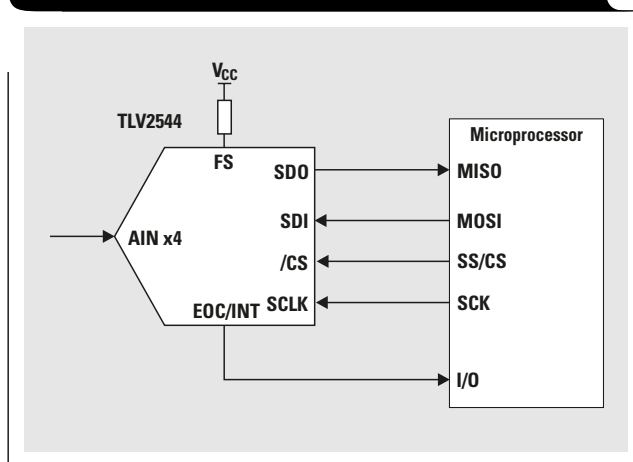 VCC
TLV2544
FS
Microprocessor
SDO
MISO
SDI
MOSI
AIN x4
/CS
SS/CS
EOC/INT
SCLK
SCK
I/O